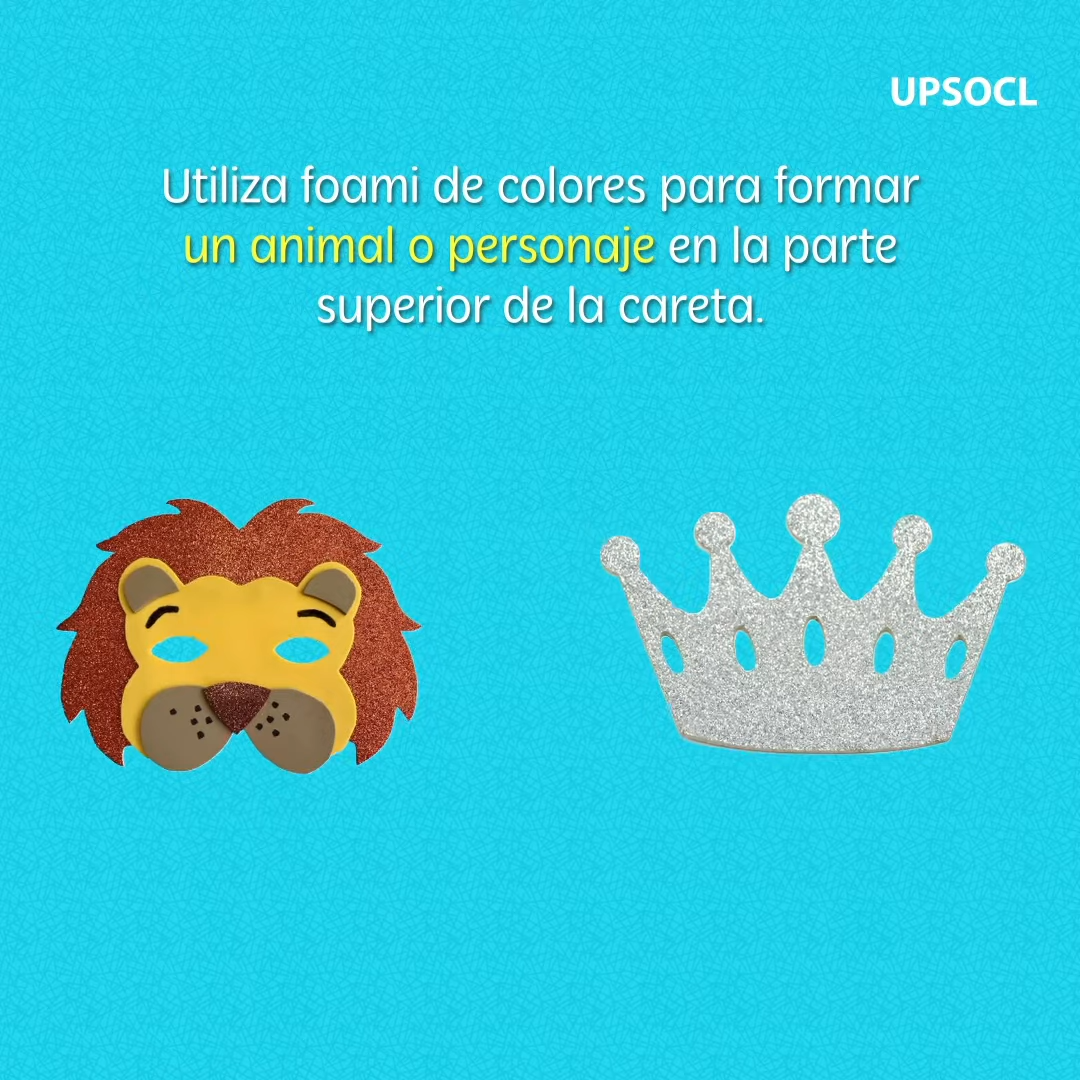 UPSOCL
Utiliza foami de colores para formar
un animal o personaje en la parte
superior de la careta.